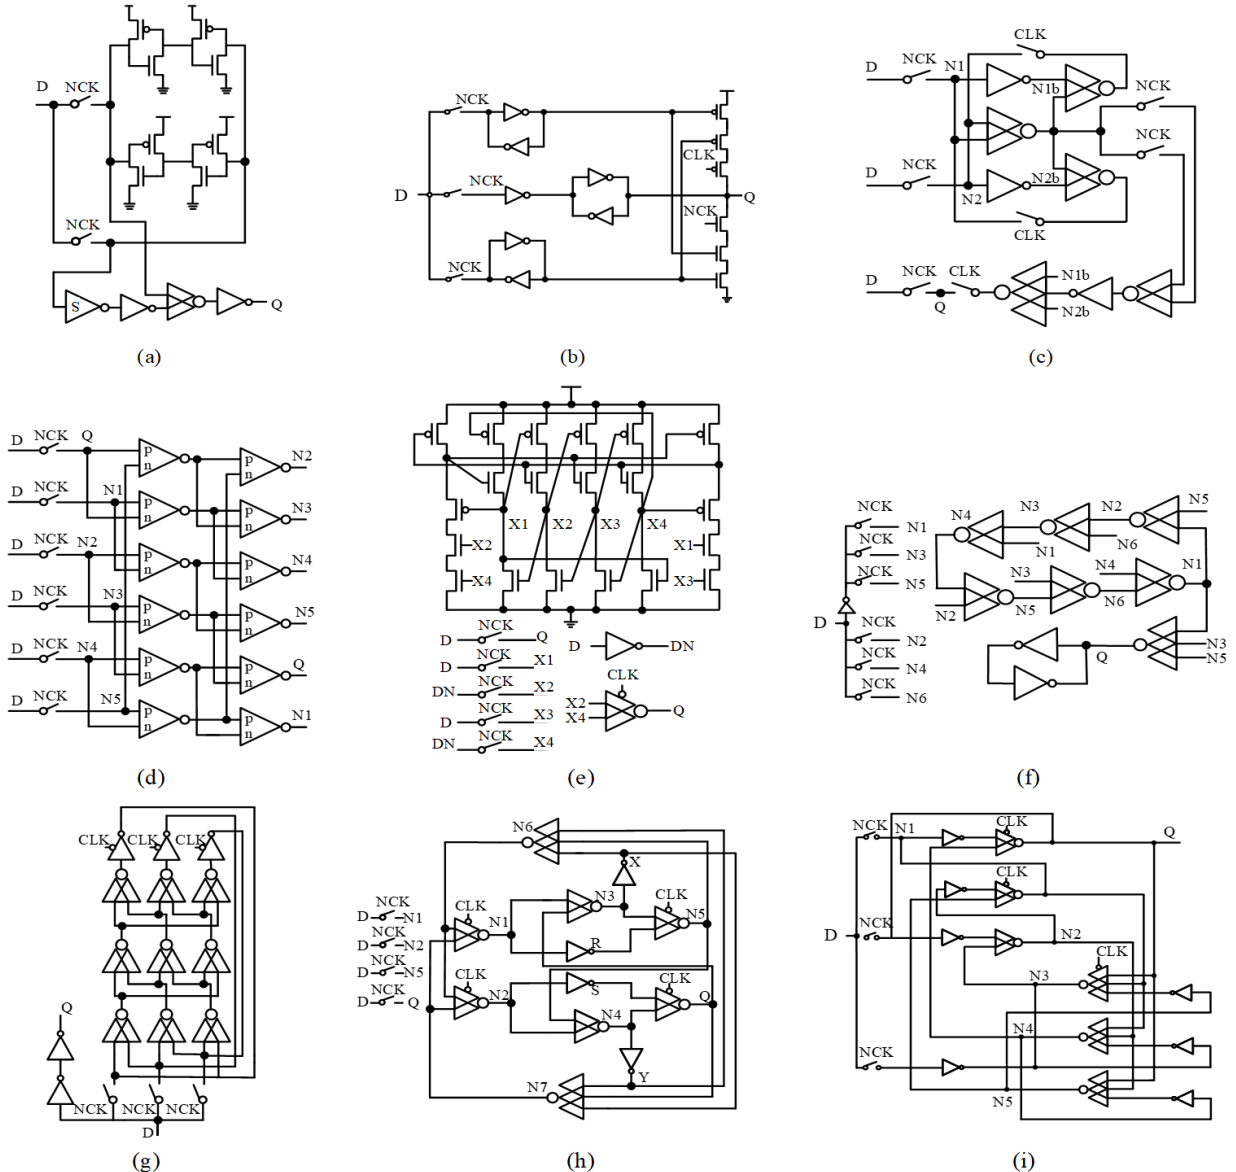 D NCK
NCK
S
Q
(a)
NCK
CLK
D NCK
Q
NCK
NCK
(b)
CLK
D NCK N1
N1b
NCK
NCK
D NCK
N2 N2b
CLK
D NCK CLK N1b
Q
N2b
(c)
D NCK Q
p
n
p
n
N2
D NCK N1
p
n
p
n
N3
D NCK N2
p
n
p
n
N4
D NCK N3
p
n
p
n
N5
D NCK N4
p
n
p
n
Q
D NCK N5
p
n
p
n
N1
(d)
X1 X2 X3 X4
X2 X1
X4 X3
NCK
D Q D DN
NCK
D X1
CLK
NCK
DN X2 X2
X4 Q
NCK
D X3
NCK
DN X4
(e)
NCK
N1
NCK
N3
NCK
N5
D
NCK
N2
NCK
N4
NCK
N6
N4 N3 N2 N5
N1 N6
N3 N4 N1
N2 N5 N6
Q N3
N5
(f)
CLK CLK CLK
Q
NCK NCK NCK
D
(g)
N6
X
NCK
D N1
NCK
D N2
NCK
D N5
NCK
D Q
CLK N1 N3 CLK N5
R
CLK N2 S CLK Q
N4
Y
N7
(h)
NCK N1 CLK Q
CLK
D NCK N2
CLK
N3
N4
NCK
N5
(i)